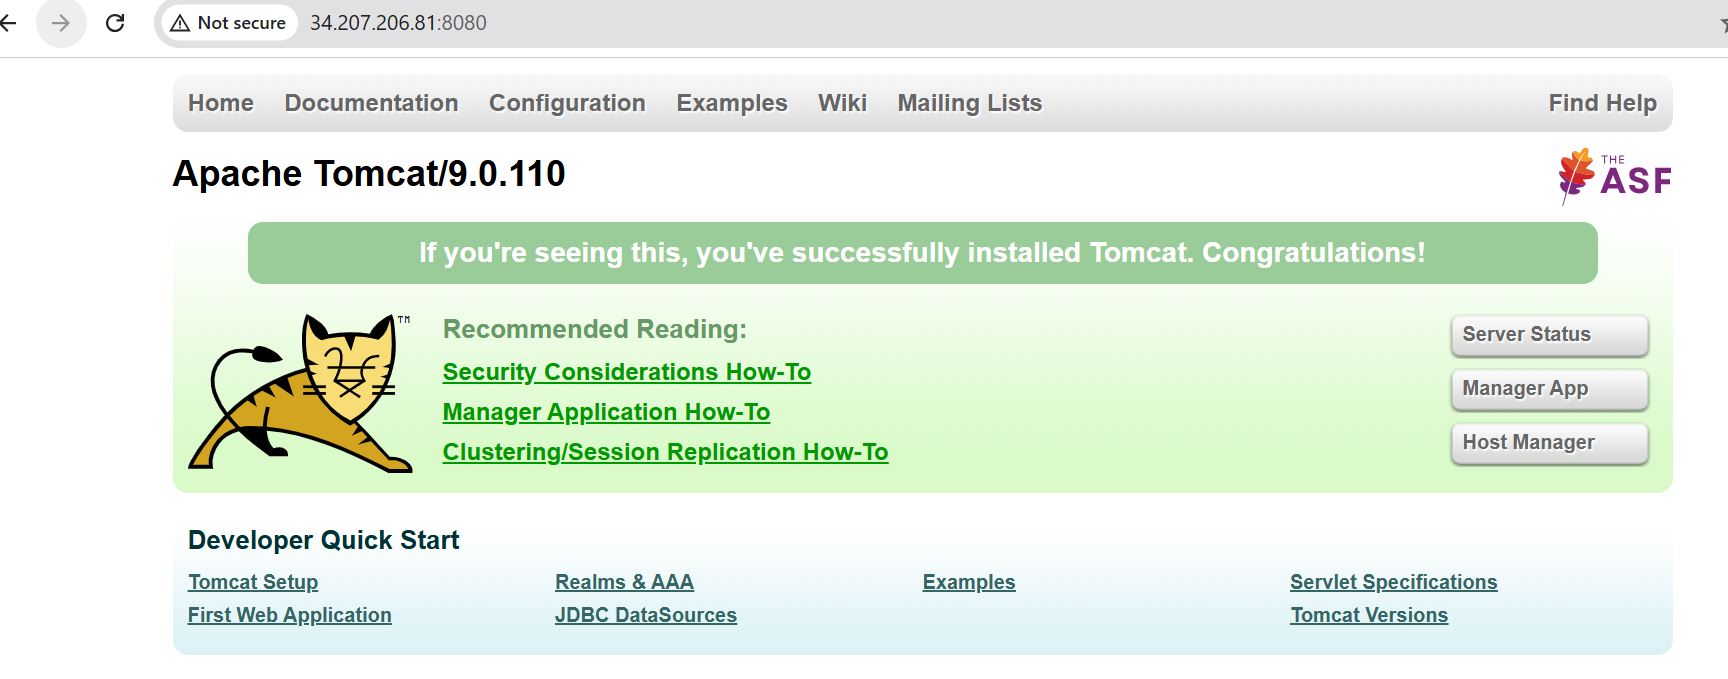 Not secure 34.207.206.81:8080
Home Documentation Configuration Examples Wiki Mailing Lists Find Help
Apache Tomcat/9.0.110
THE
ASF
If you're seeing this, you've successfully installed Tomcat. Congratulations!
TM
Recommended Reading:
Security Considerations How-To
Manager Application How-To
Clustering/Session Replication How-To
Server Status
Manager App
Host Manager
Developer Quick Start
Tomcat Setup Realms & AAA Examples Servlet Specifications
First Web Application JDBC DataSources Tomcat Versions